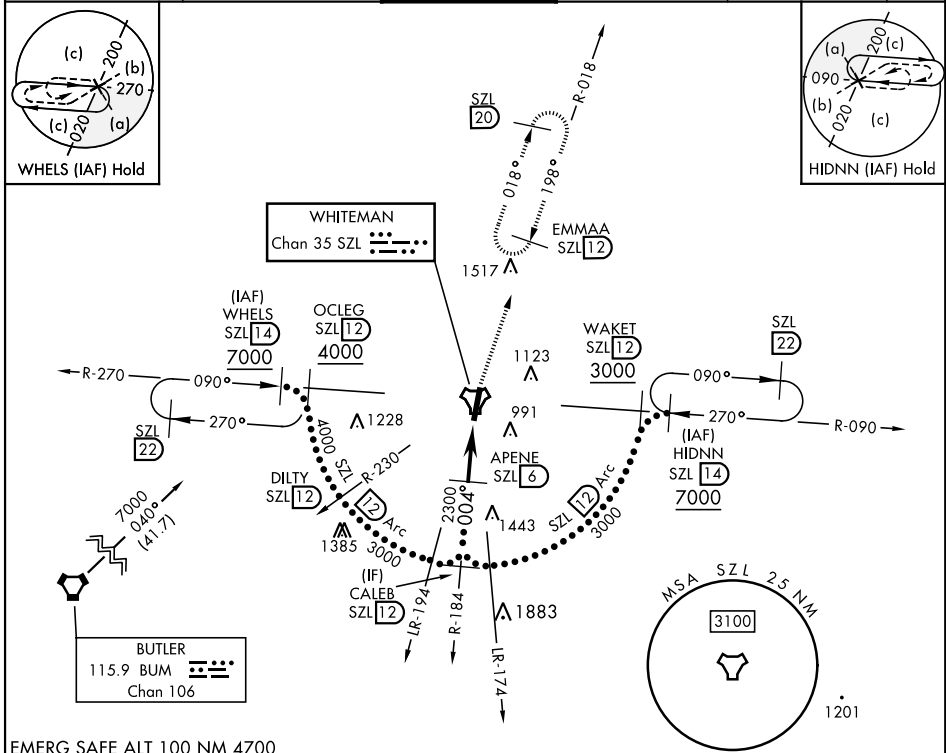 (c)
200
(b)
270
(c)
020
(a)
WHELS (IAF) Hold
(a)
200
(c)
090
(b)
020
(c)
HIDNN (IAF) Hold
R-018
SZL
20
018°
198°
EMMAA
SZL 12
1517
WHITEMAN
Chan 35 SZL
(IAF)
WHELS
SZL 14
7000
OCLEG
SZL 12
4000
WAKET
SZL 12
3000
SZL
22
1123
R-270
090°
270°
SZL
22
1228
991
090°
270°
R-090
(IAF)
HIDNN
SZL 14
7000
4000
SZL
R-230
DILTY
SZL 12
12 Arc
3000
1385
APENE
SZL 6
2300
004°
1443
SZL 12 Arc
3000
7000
040°
(41.7)
(IF)
CALEB
SZL 12
LR-194
R-184
LR-174
1883
BUTLER
115.9 BUM
Chan 106
MSA SZL 25 NM
3100
1201
EMERG SAFE ALT 100 NM 4700